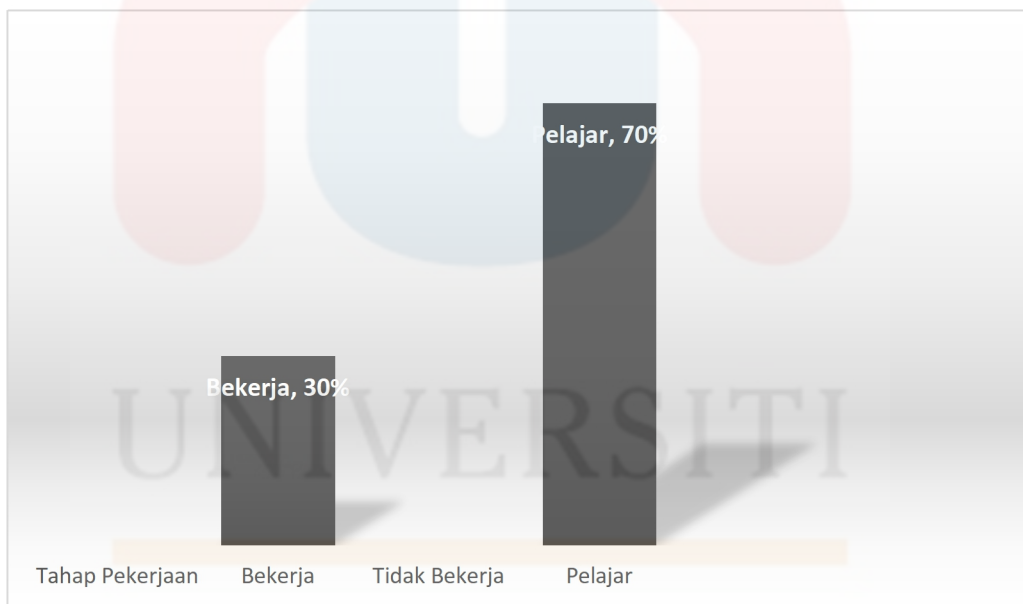 Pelajar, 70%
Bekerja, 30%
UNIVERSITI
Tahap Pekerjaan Bekerja Tidak Bekerja Pelajar